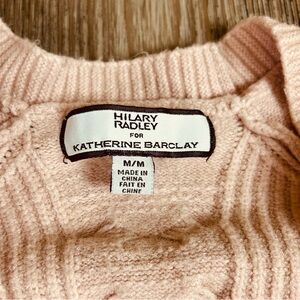 HILARY
RADLEY
FOR
KATHERINE BARCLAY
M/M
MADE IN
CHINA
FAIT EN
CHINE